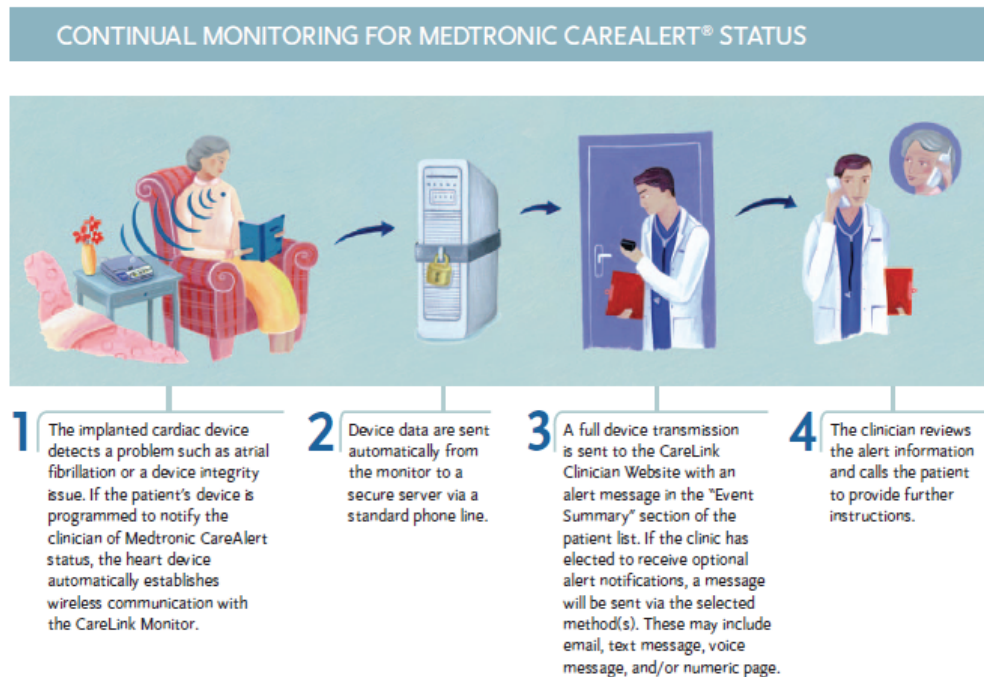 CONTINUAL MONITORING FOR MEDTRONIC CAREALERT® STATUS
1
The implanted cardiac device
detects a problem such as atrial
fibrillation or a device integrity
issue. If the patient's device is
programmed to notify the
clinician of Medtronic CareAlert
status, the heart device
automatically establishes
wireless communication with
the CareLink Monitor.
2
Device data are sent
automatically from
the monitor to a
secure server via a
standard phone line.
3
A full device transmission
is sent to the CareLink
Clinician Website with an
alert message in the "Event
Summary" section of the
patient list. If the clinic has
elected to receive optional
alert notifications, a message
will be sent via the selected
method(s). These may include
email, text message, voice
message, and/or numeric page.
4
The clinician reviews
the alert information
and calls the patient
to provide further
instructions.